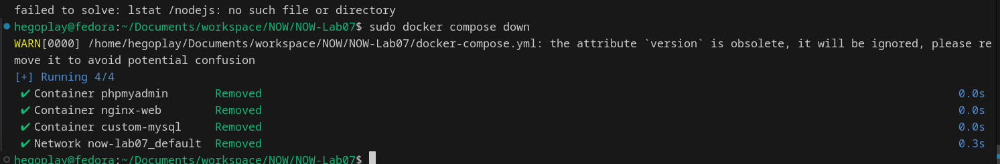 failed to solve: lstat /nodejs: no such file or directory
hegoplay@fedora:~/Documents/workspace/NOW/NOW-Lab07$ sudo docker compose down
WARN[0000] /home/hegoplay/Documents/workspace/NOW/NOW-Lab07/docker-compose.yml: the attribute `version` is obsolete, it will be ignored, please re
move it to avoid potential confusion
[+] Running 4/4
✔ Container phpmyadmin Removed 0.0s
✔ Container nginx-web Removed 0.0s
✔ Container custom-mysql Removed 0.0s
✔ Network now-lab07_default Removed 0.3s
hegoplay@fedora:~/Documents/workspace/NOW/NOW-Lab07$